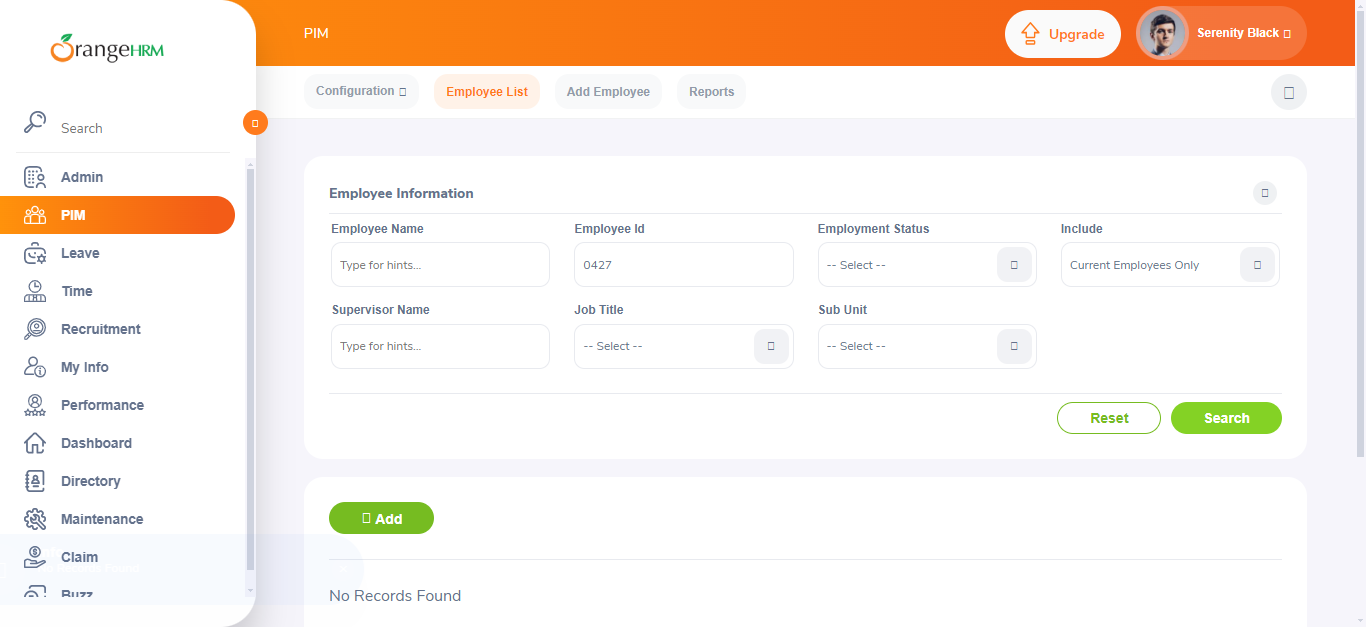 OrangeHRM
Search
Admin
PIM
Leave
Time
Recruitment
My Info
Performance
Dashboard
Directory
Maintenance
Claim
Buzz
PIM
Upgrade
Serenity Black
Configuration
Employee List
Add Employee
Reports
Employee Information
Employee Name
Employee Id
Employment Status
Include
Type for hints...
0427
-- Select --
Current Employees Only
Supervisor Name
Job Title
Sub Unit
Type for hints...
-- Select --
-- Select --
Reset
Search
Add
No Records Found